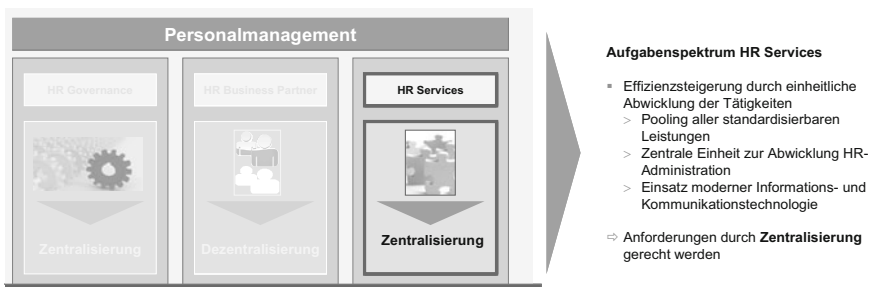 Personalmanagement
HR Governance
HR Business Partner
HR Services
Zentralisierung
Dezentralisierung
Zentralisierung
Aufgabenspektrum HR Services
▪ Effizienzsteigerung durch einheitliche
Abwicklung der Tätigkeiten
> Pooling aller standardisierbaren
Leistungen
> Zentrale Einheit zur Abwicklung HR-
Administration
> Einsatz moderner Informations- und
Kommunikationstechnologie
⇨ Anforderungen durch Zentralisierung
gerecht werden